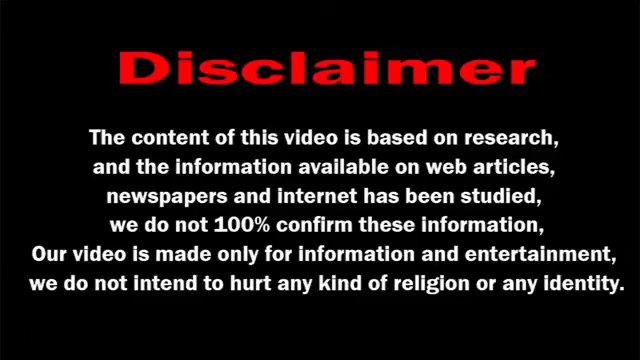 Disclaimer
The content of this video is based on research,
and the information available on web articles,
newspapers and internet has been studied,
we do not 100% confirm these information,
Our video is made only for information and entertainment,
we do not intend to hurt any kind of religion or any identity.